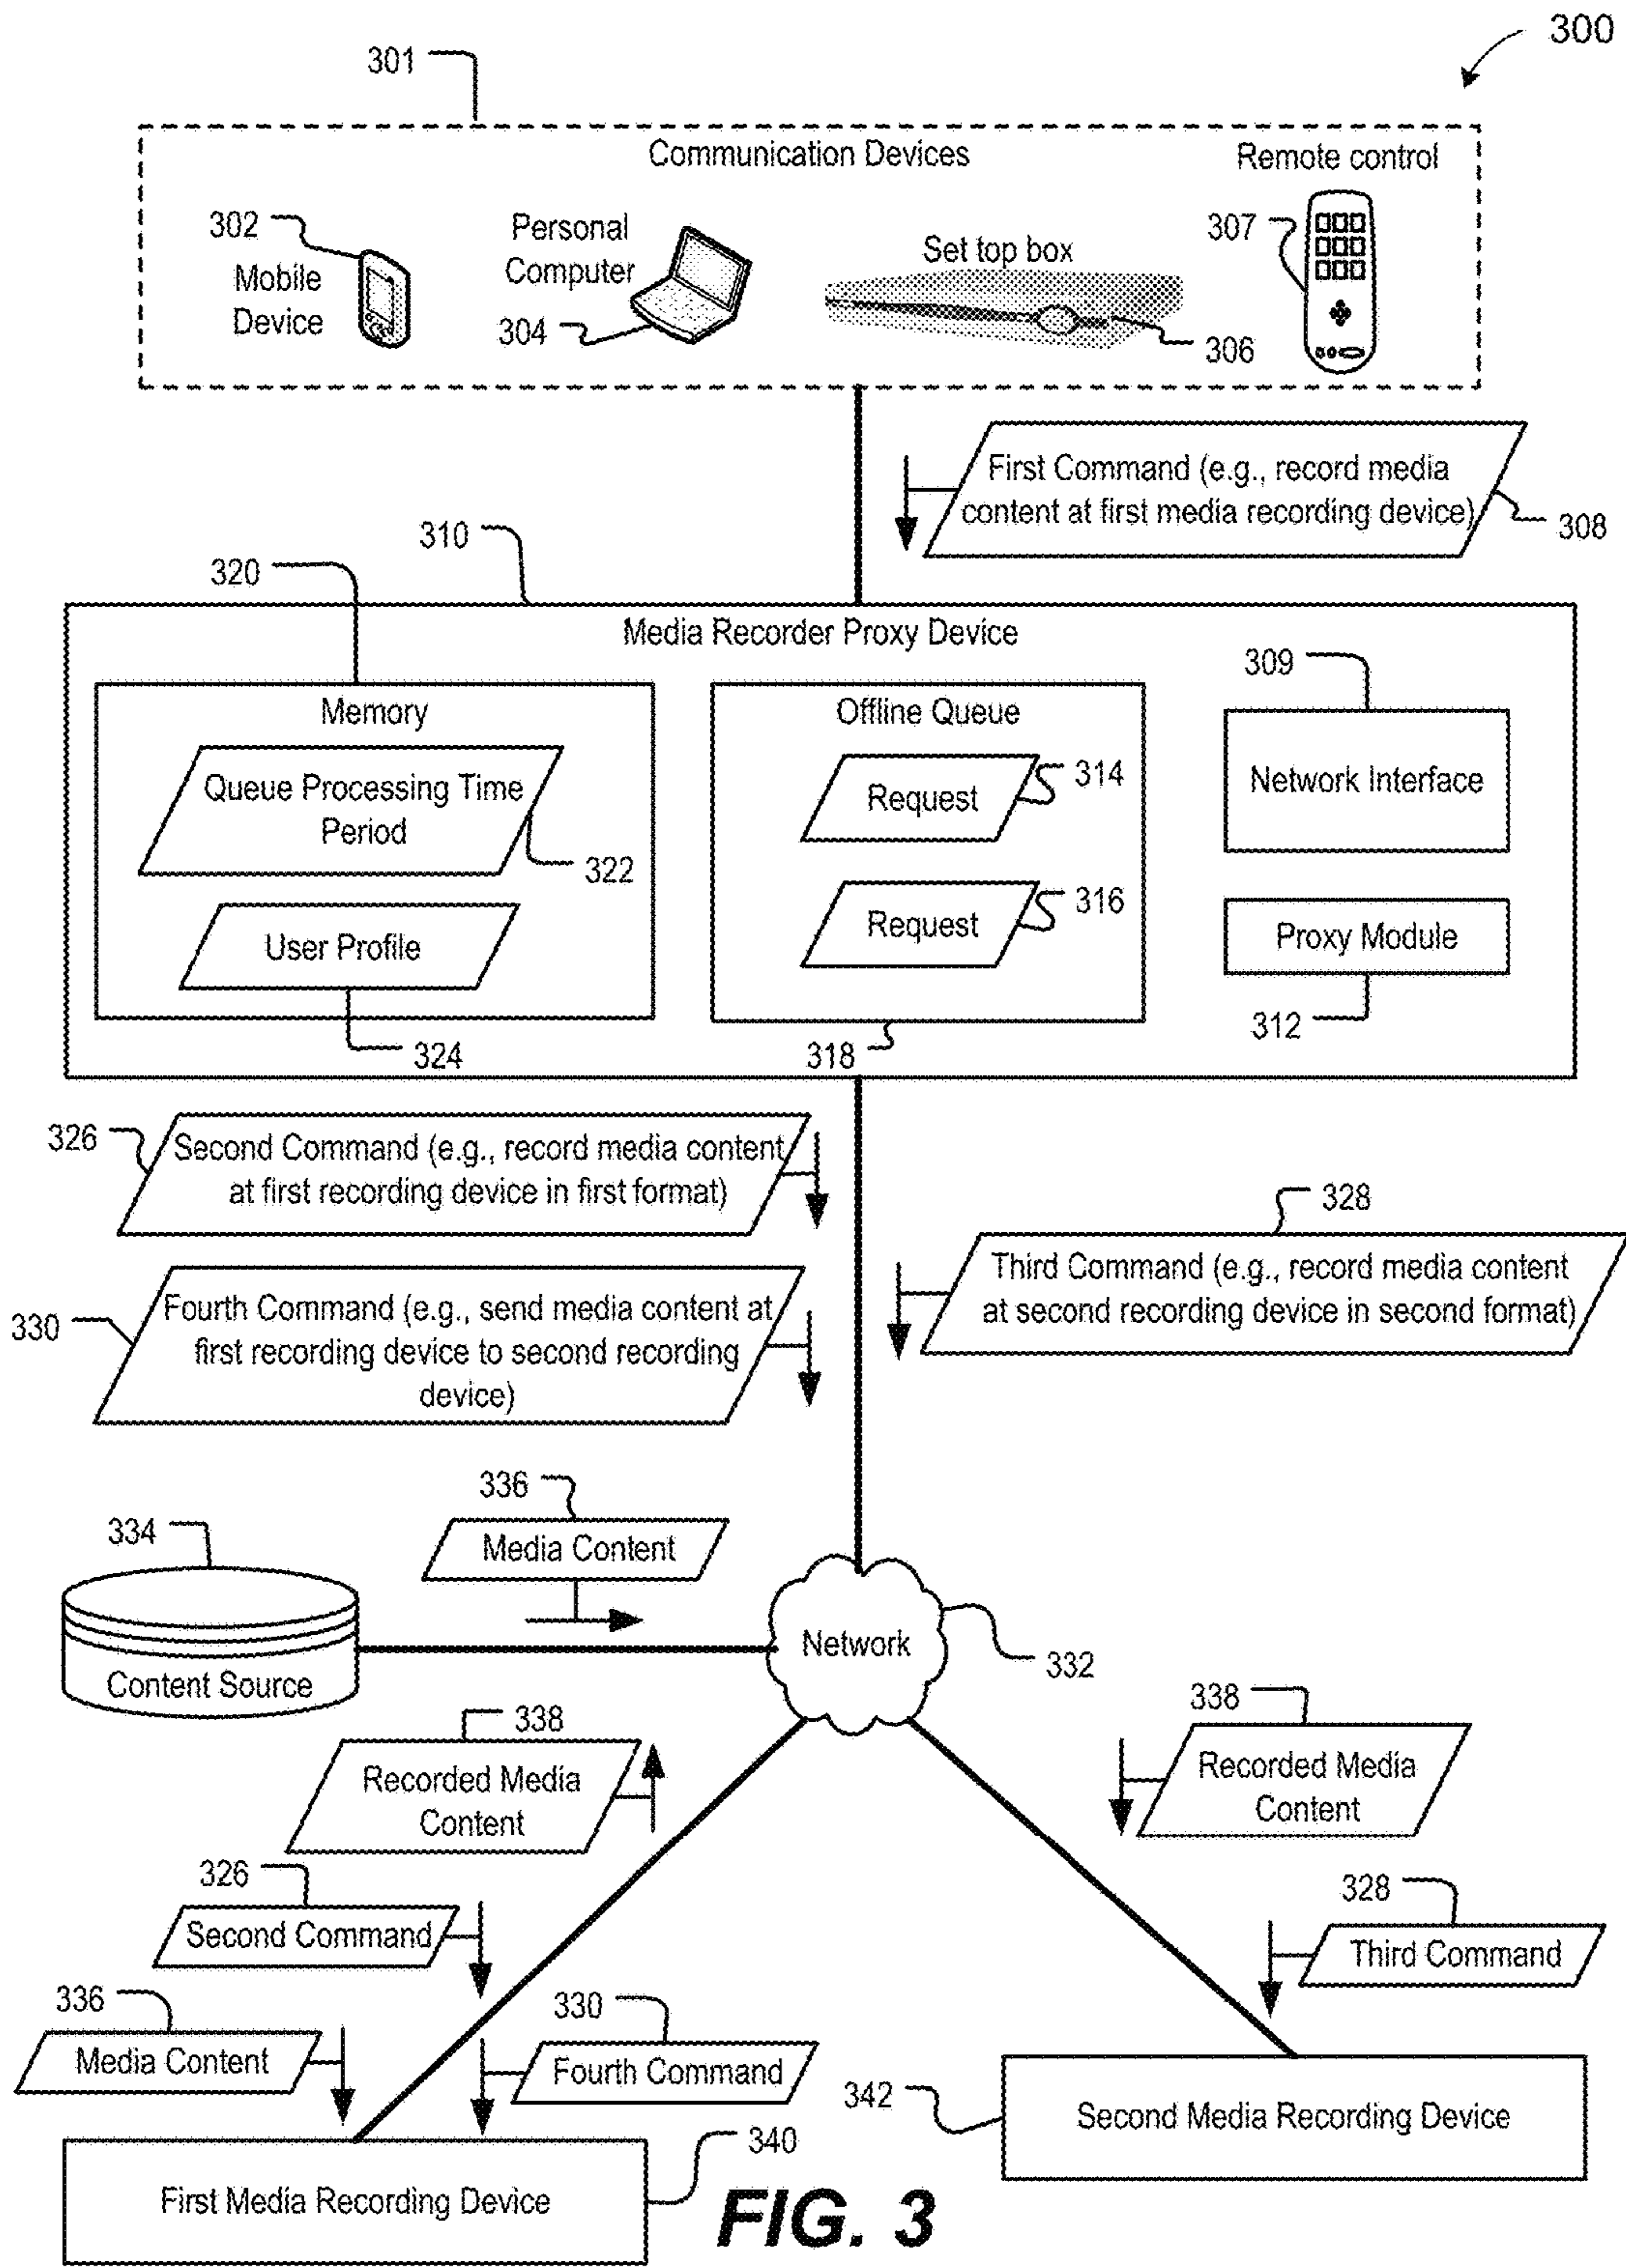 300
301
Communication Devices
Remote control
302
Mobile
Device
Personal
Computer
304
Set top box
306
307
First Command (e.g., record media
content at first media recording device)
308
310
320
Media Recorder Proxy Device
309
Memory
Queue Processing Time
Period
322
User Profile
324
Offline Queue
Request
314
Request
316
318
Network Interface
Proxy Module
312
326
Second Command (e.g., record media content
at first recording device in first format)
328
Third Command (e.g., record media content
at second recording device in second format)
330
Fourth Command (e.g., send media content at
first recording device to second recording
device)
336
Media Content
334
Content Source
Network
332
338
Recorded Media
Content
338
Recorded Media
Content
326
Second Command
328
Third Command
336
Media Content
330
Fourth Command
342
Second Media Recording Device
340
First Media Recording Device
FIG. 3